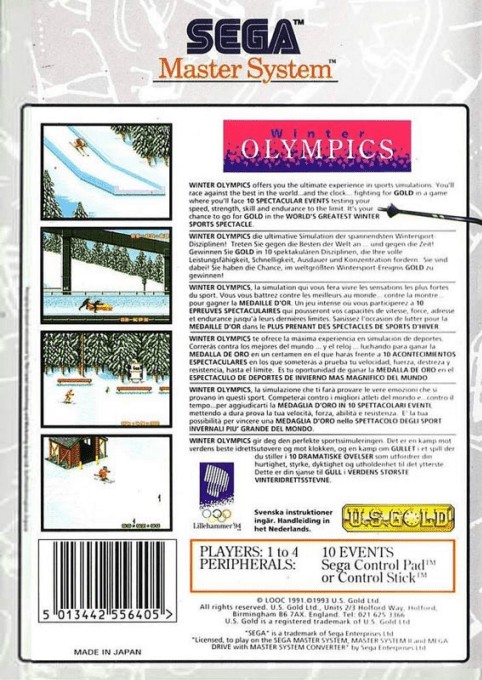 SEGA™
Master System™
Winter
OLYMPICS
WINTER OLYMPICS offers you the ultimate experience in sports simulations. You'll
race against the best in the world...and the clock... fighting for GOLD in a game
where you'll face 10 SPECTACULAR EVENTS testing your
speed, strength, skill and endurance to the limit. It's your
chance to go for GOLD in the WORLD'S GREATEST WINTER
SPORTS SPECTACLE.
WINTER OLYMPICS die ultimative Simulation der spannendsten Wintersport-
Disziplinen! Treten Sie gegen die Besten der Welt an ... und gegen die Zeit!
Gewinnen Sie GOLD in 10 spektakulären Disziplinen, die Ihre volle
Leistungsfähigkeit, Schnelligkeit, Ausdauer und Konzentration fordern. Sie sind
dabei! Sie haben die Chance, im weltgrößten Wintersport-Ereignis GOLD zu
gewinnen!
WINTER OLYMPICS, la simulation qui vous fera vivre les sensations les plus fortes
du sport. Vous vous battrez contre les meilleurs au monde... contre la montre...
pour gagner la MEDAILLE D'OR. Un jeu intense où vous participerez à 10
EPREUVES SPECTACULAIRES qui pousseront vos capacités de vitesse, force, adresse
et endurance jusqu'à leurs dernières limites. Saisissez l'occasion de lutter pour la
MEDAILLE D'OR dans le PLUS PRENANT DES SPECTACLES DE SPORTS D'HIVER
WINTER OLYMPICS te ofrece la máxima experiencia en simulación de deportes.
Correrás contra los mejores del mundo ... y el reloj ... luchando para ganar la
MEDALLA DE ORO en un certamen en el que harás frente a 10 ACONTECIMIENTOS
ESPECTACULARES en los que someterás a prueba tu velocidad, fuerza, destreza y
resistencia, hasta el límite. Es tu oportunidad de ganar la MEDALLA DE ORO en el
ESPECTACULO DE DEPORTES DE INVIERNO MAS MAGNIFICO DEL MUNDO
WINTER OLYMPICS, la simulazione che ti farà provare le vere emozioni che si
provano in questi sport. Competerai contro i migliori atleti del mondo e.. contro il
tempo...per aggiudicarti la MEDAGLIA D'ORO IN 10 SPETTACOLARI EVENTI,
mettendo a dura prova la tua velocità, forza, abilità e resistenza. E' la tua
possibilità per vincere una MEDAGLIA D'ORO nello SPETTACOLO DEGLI SPORT
INVERNALI PIU' GRANDE DEL MONDO.
WINTER OLYMPICS gir deg den perfekte sportssimuleringen. Det er en kamp mot
verdens beste idrettsutøvere og mot klokken, og en kamp om GULLET i et spill der
du stiller i 10 DRAMATISKE ØVELSER som utfordrer din
hurtighet, styrke, dyktighet og utholdenhet til det ytterste.
Dette er din sjanse til GULL i VERDENS STØRSTE
VINTERIDRETTSSTEVNE.
Lillehammer '94
Svenska instruktioner
ingår. Handleiding in
het Nederlands.
U.S. GOLD
PLAYERS: 1 to 4
10 EVENTS
PERIPHERALS:
Sega Control Pad™
or Control Stick™
5 013442 556405 >
© LOOC 1991.©1993 U.S. Gold Ltd.
All rights reserved. U.S. Gold Ltd., Units 2/3 Holford Way, Holford,
Birmingham B6 7AX. England. Tel: 021 625 3366
U.S. Gold is a registered trademark of U.S. Gold Ltd
"SEGA" is a trademark of Sega Enterprises Ltd
"Licensed, to play on the SEGA MASTER SYSTEM, MASTER SYSTEM II and MEGA
DRIVE with MASTER SYSTEM CONVERTER" by Sega Enterprises Ltd
MADE IN JAPAN